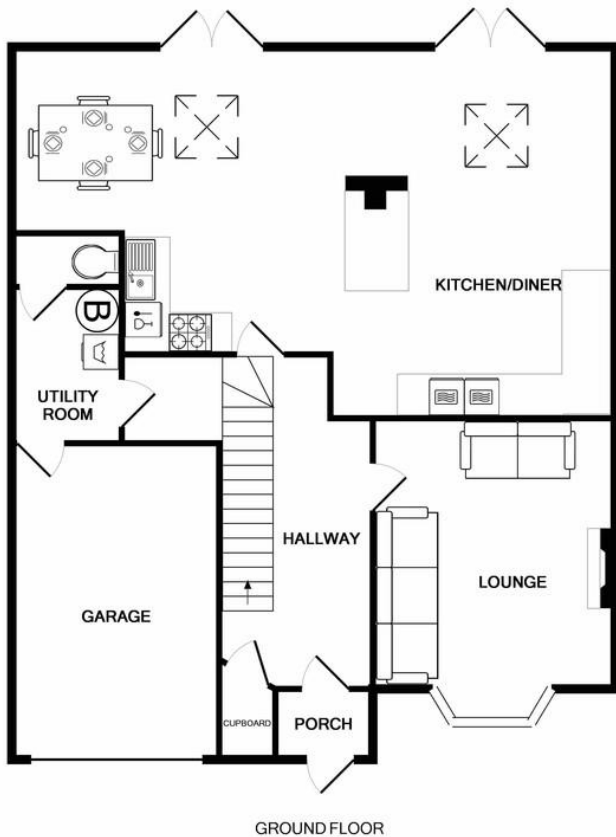 KITCHEN/DINER
B
UTILITY
ROOM
HALLWAY
LOUNGE
GARAGE
CUPBOARD
PORCH
GROUND FLOOR